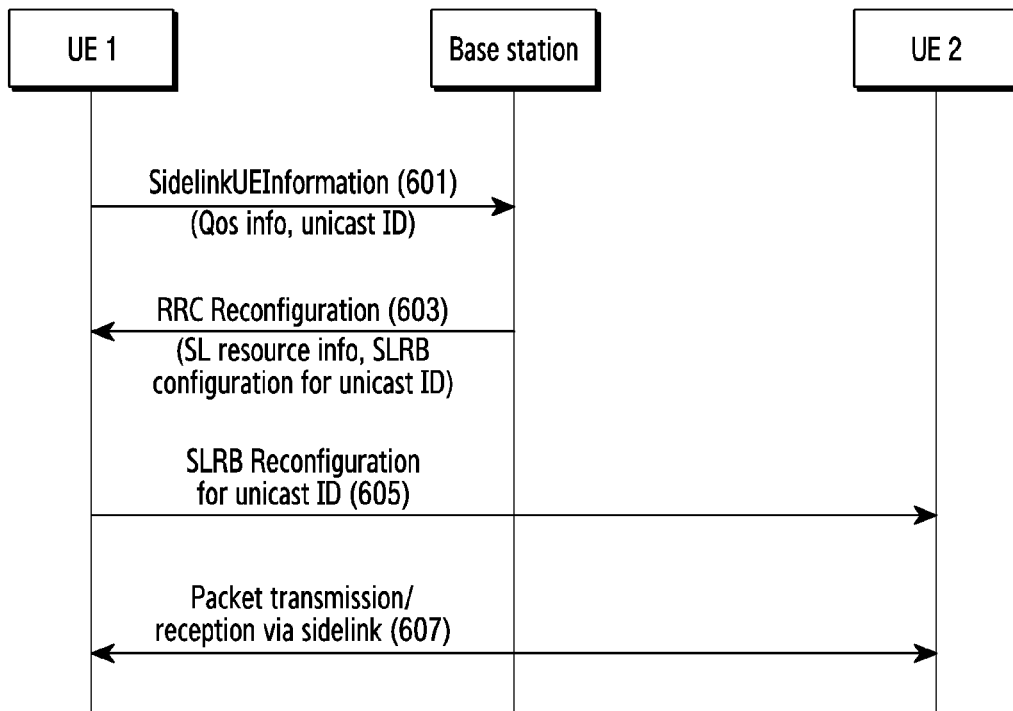 UE 1
Base station
UE 2
SidelinkUEInformation (601)
(Qos info, unicast ID)
RRC Reconfiguration (603)
(SL resource info, SLRB
configuration for unicast ID)
SLRB Reconfiguration
for unicast ID (605)
Packet transmission/
reception via sidelink (607)